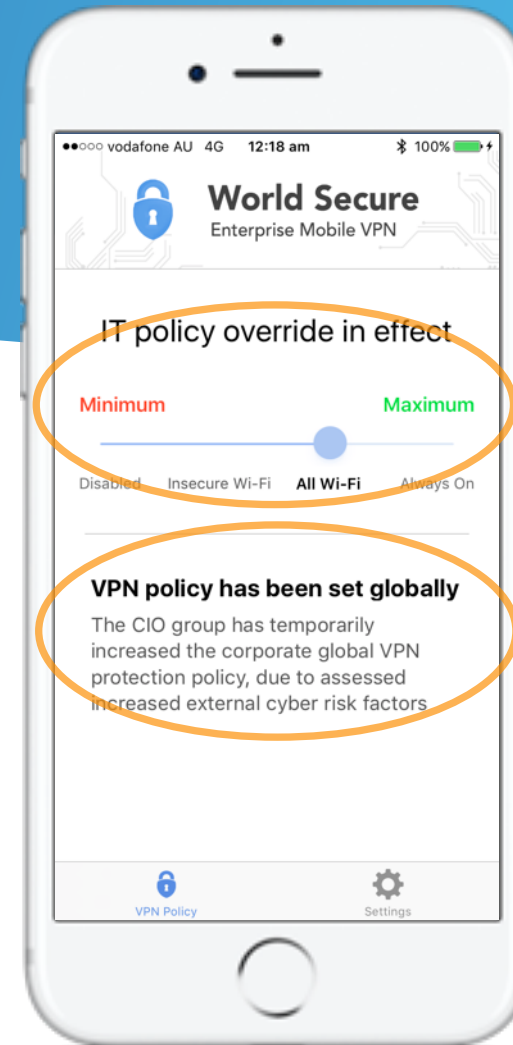 vodafone AU 4G 12:18 am 100%
World Secure
Enterprise Mobile VPN
IT policy override in effect
Minimum Maximum
Disabled Insecure Wi-Fi All Wi-Fi Always On
VPN policy has been set globally
The CIO group has temporarily
increased the corporate global VPN
protection policy, due to assessed
increased external cyber risk factors
VPN Policy Settings